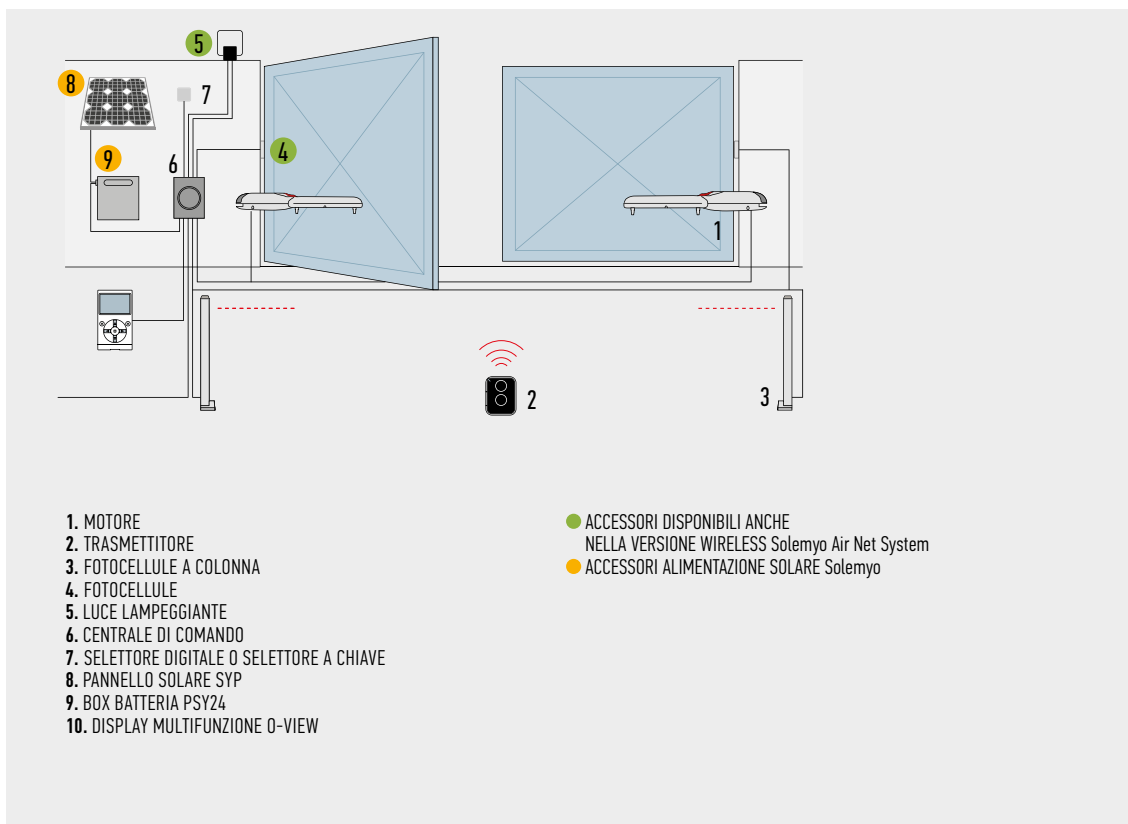 5
8
7
9
6
4
1
2
3
1. MOTORE
2. TRASMETTITORE
3. FOTOCELLULE A COLONNA
4. FOTOCELLULE
5. LUCE LAMPEGGIANTE
6. CENTRALE DI COMANDO
7. SELETTORE DIGITALE O SELETTORE A CHIAVE
8. PANNELLO SOLARE SYP
9. BOX BATTERIA PSY24
10. DISPLAY MULTIFUNZIONE O-VIEW
ACCESSORI DISPONIBILI ANCHE
NELLA VERSIONE WIRELESS Solemyo Air Net System
ACCESSORI ALIMENTAZIONE SOLARE Solemyo